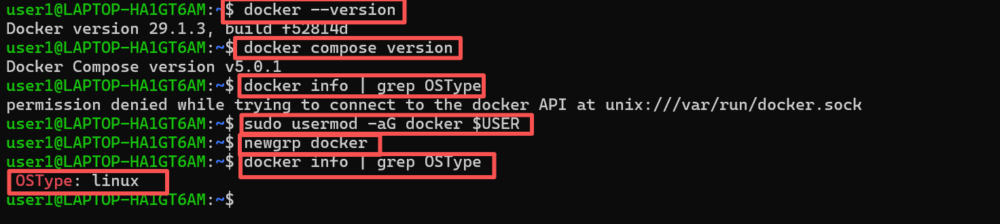 user1@LAPTOP-HA1GT6AM:~$ docker --version
Docker version 29.1.3, build f52814d
user1@LAPTOP-HA1GT6AM:~$ docker compose version
Docker Compose version v5.0.1
user1@LAPTOP-HA1GT6AM:~$ docker info | grep OSType
permission denied while trying to connect to the docker API at unix:///var/run/docker.sock
user1@LAPTOP-HA1GT6AM:~$ sudo usermod -aG docker $USER
user1@LAPTOP-HA1GT6AM:~$ newgrp docker
user1@LAPTOP-HA1GT6AM:~$ docker info | grep OSType
OSType: linux
user1@LAPTOP-HA1GT6AM:~$